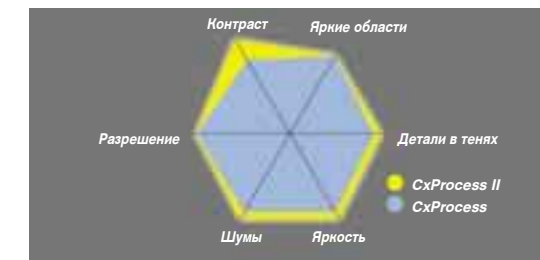 Контраст
Яркие области
Разрешение
Детали в тенях
CxProcess II
CxProcess
Шумы
Яркость